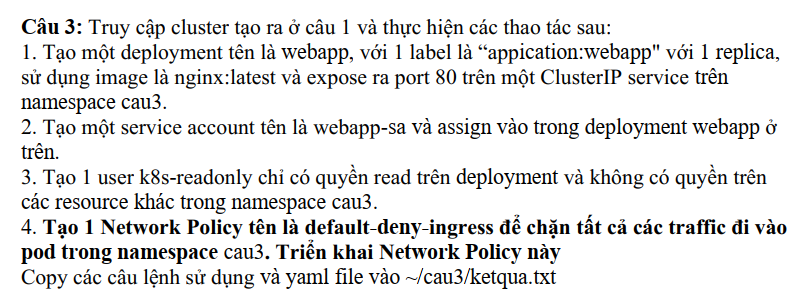 Câu 3: Truy cập cluster tạo ra ở câu 1 và thực hiện các thao tác sau:
1. Tạo một deployment tên là webapp, với 1 label là “appication:webapp" với 1 replica,
sử dụng image là nginx:latest và expose ra port 80 trên một ClusterIP service trên
namespace cau3.
2. Tạo một service account tên là webapp-sa và assign vào trong deployment webapp ở
trên.
3. Tạo 1 user k8s-readonly chỉ có quyền read trên deployment và không có quyền trên
các resource khác trong namespace cau3.
4. Tạo 1 Network Policy tên là default-deny-ingress để chặn tất cả các traffic đi vào
pod trong namespace cau3. Triển khai Network Policy này
Copy các câu lệnh sử dụng và yaml file vào ~/cau3/ketqua.txt